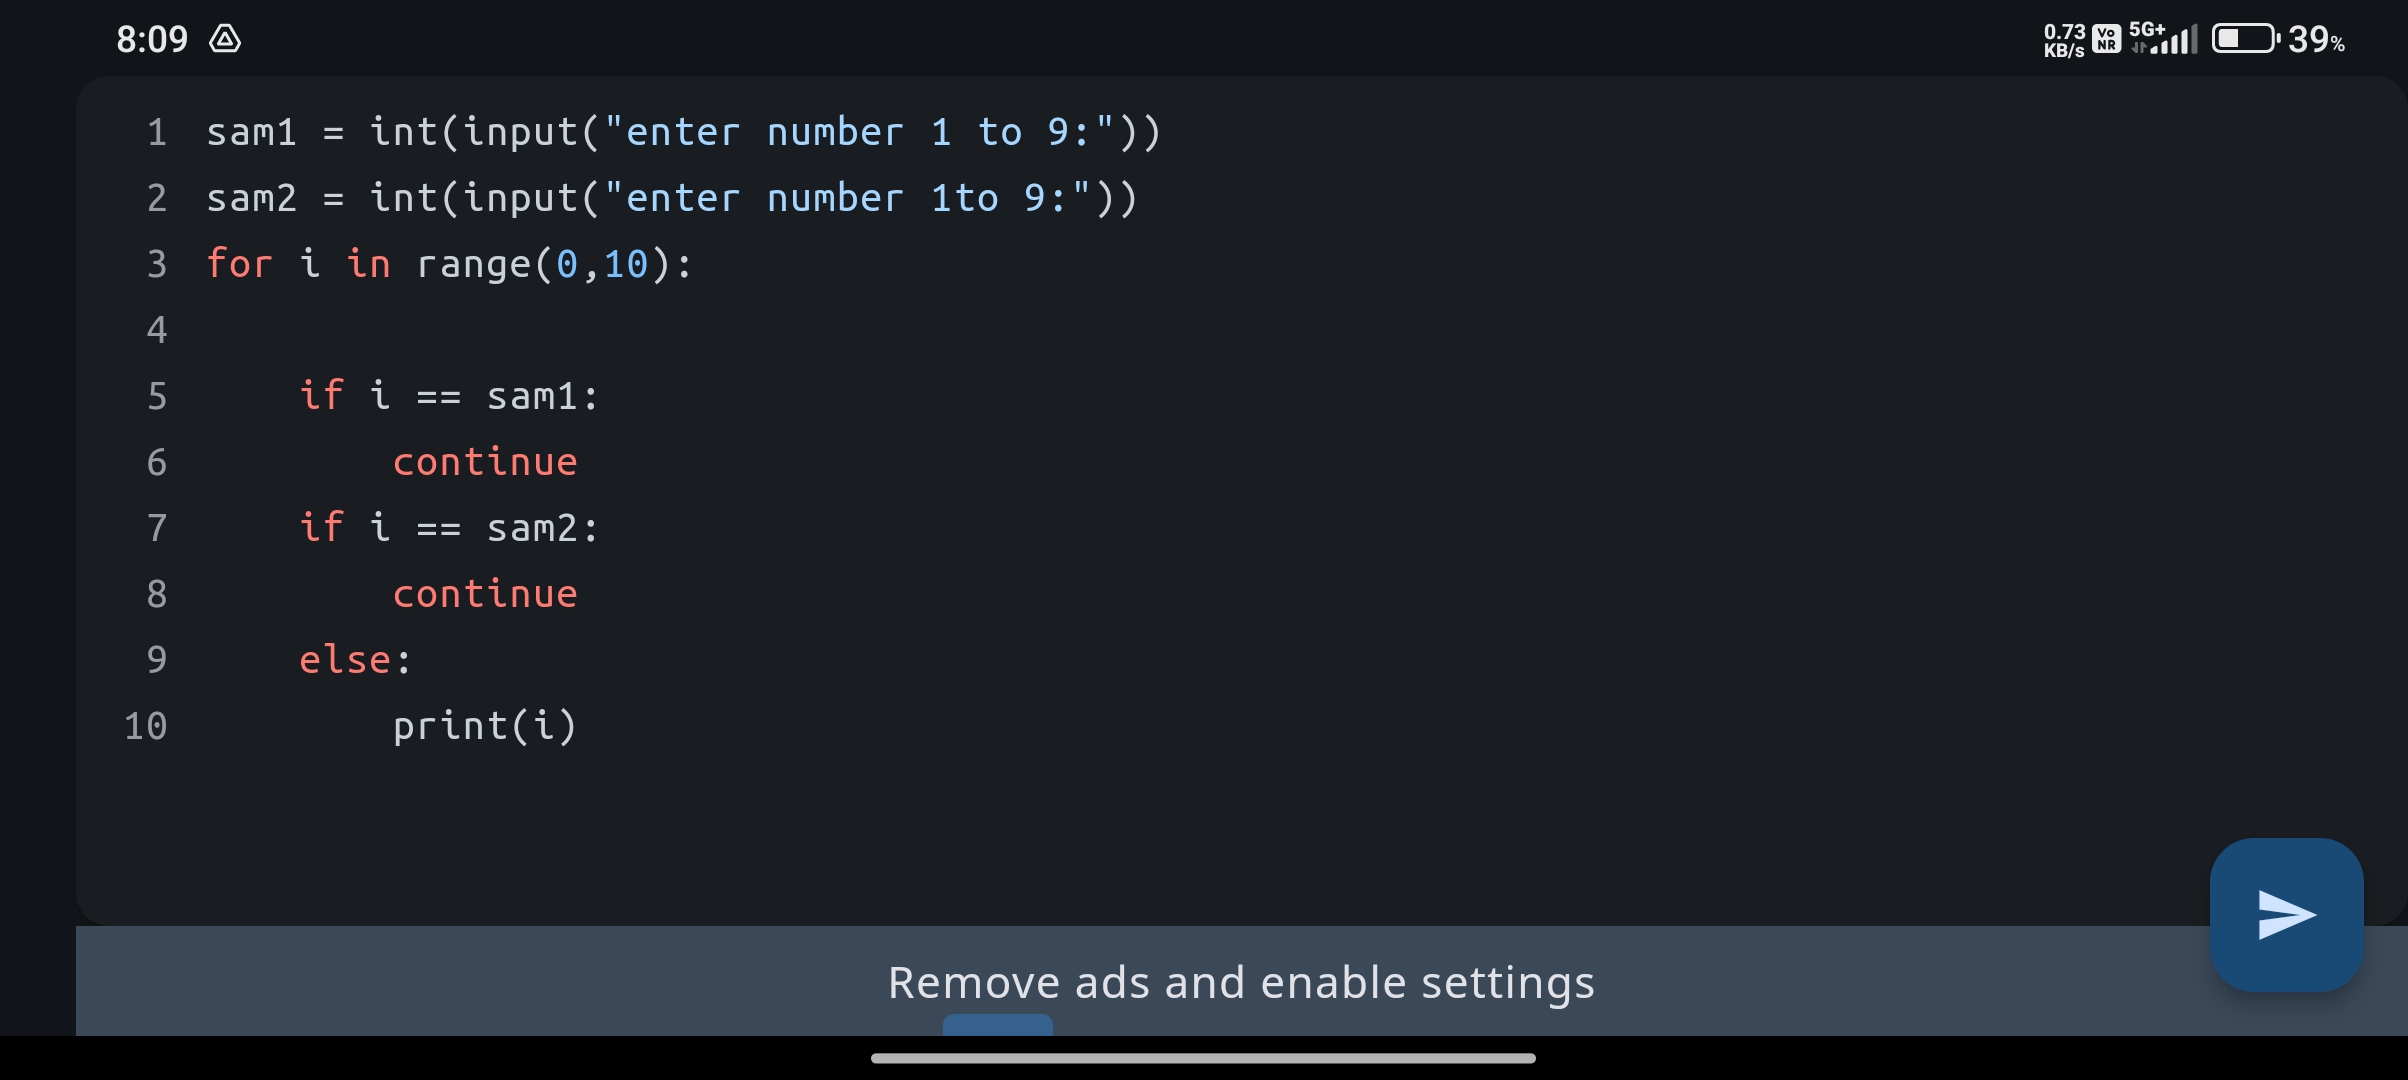 8:09 0.73 KB/s Vo NR 5G+ 39%
1 sam1 = int(input("enter number 1 to 9:"))
2 sam2 = int(input("enter number 1to 9:"))
3 for i in range(0,10):
4
5     if i == sam1:
6         continue
7     if i == sam2:
8         continue
9     else:
10         print(i)
Remove ads and enable settings